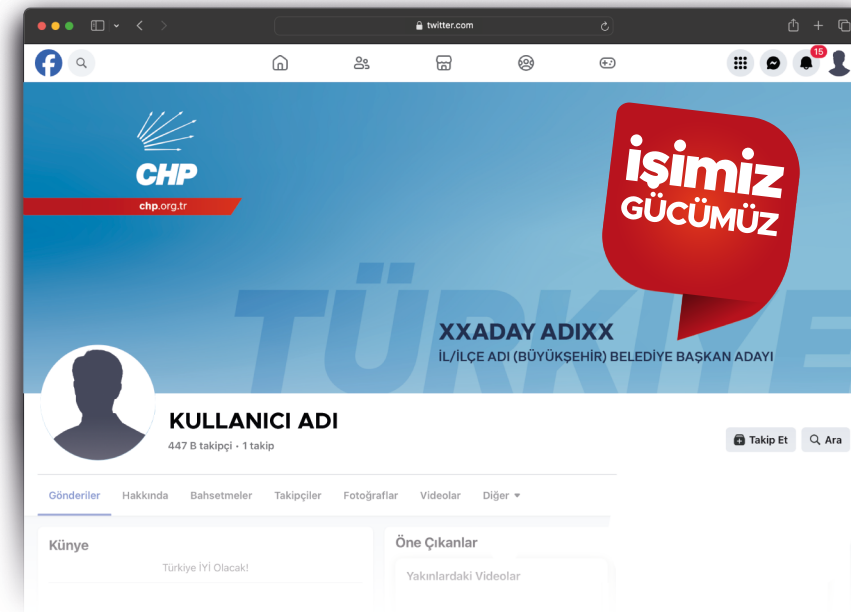 twitter.com
15
CHP
chp.org.tr
işimiz
GÜCÜMÜZ
TÜRKİYE
XXADAY ADIXX
İL/İLÇE ADI (BÜYÜKŞEHİR) BELEDİYE BAŞKAN ADAYI
KULLANICI ADI
447 B takipçi • 1 takip
Takip Et
Ara
Gönderiler Hakkında Bahsetmeler Takipçiler Fotoğraflar Videolar Diğer
Künye
Öne Çıkanlar
Türkiye İYİ Olacak!
Yakınlardaki Videolar